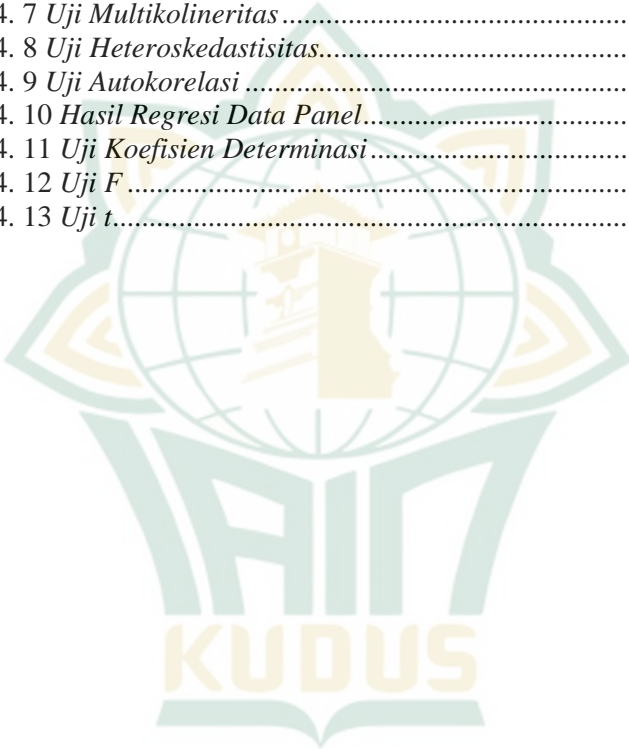 4. 7 Uji Multikolineritas..........................................................
4. 8 Uji Heteroskedastisitas....................................................
4. 9 Uji Autokorelasi................................................................
4. 10 Hasil Regresi Data Panel.............................................
4. 11 Uji Koefisien Determinasi............................................
4. 12 Uji F..................................................................................
4. 13 Uji t....................................................................................
IAIN
KUDUS